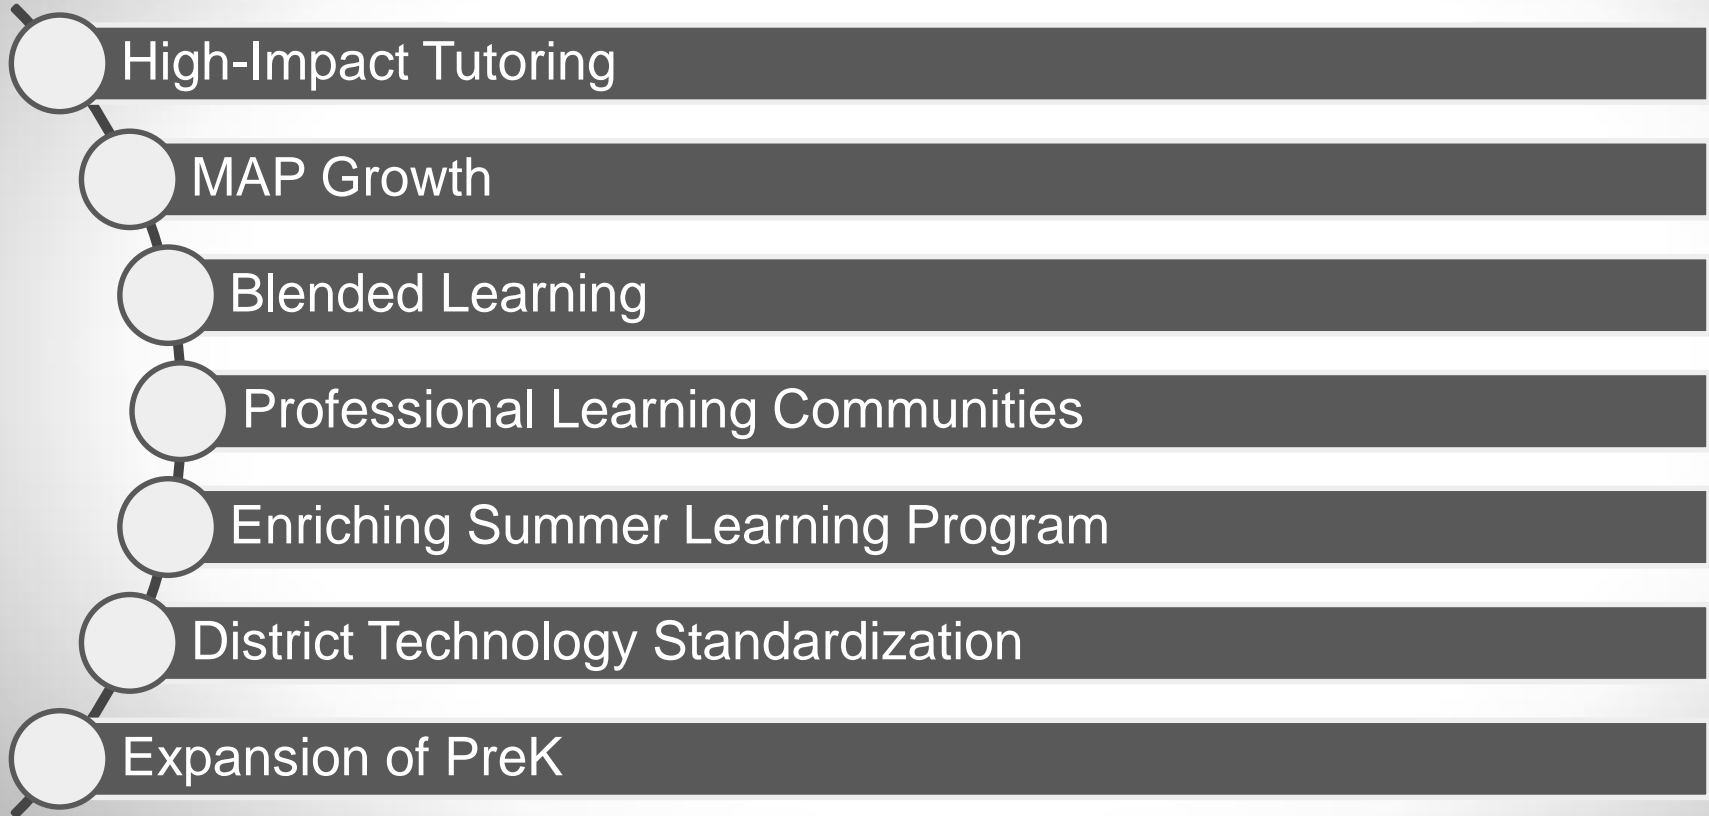 High-Impact Tutoring
MAP Growth
Blended Learning
Professional Learning Communities
Enriching Summer Learning Program
District Technology Standardization
Expansion of PreK